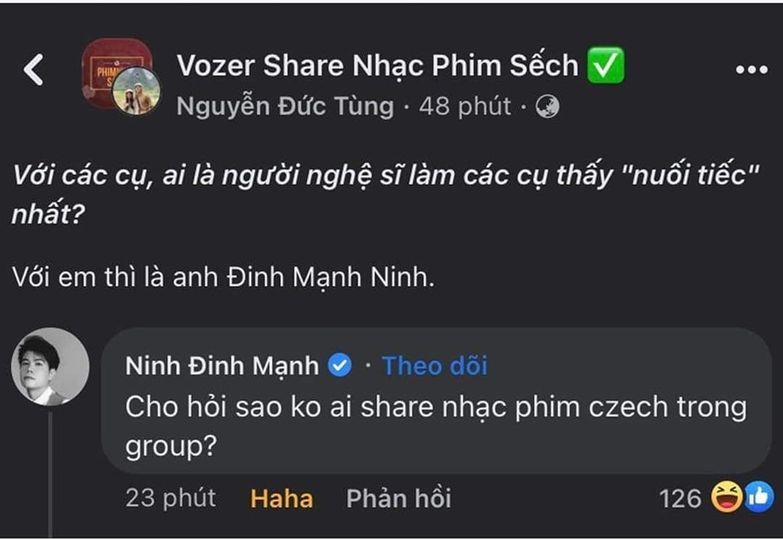 Vozer Share Nhạc Phim Sếch ✅
Nguyễn Đức Tùng · 48 phút ·
Với các cụ, ai là người nghệ sĩ làm các cụ thấy "nuối tiếc"
nhất?
Với em thì là anh Đinh Mạnh Ninh.
Ninh Đinh Mạnh · Theo dõi
Cho hỏi sao ko ai share nhạc phim czech trong
group?
23 phút Haha Phản hồi 126